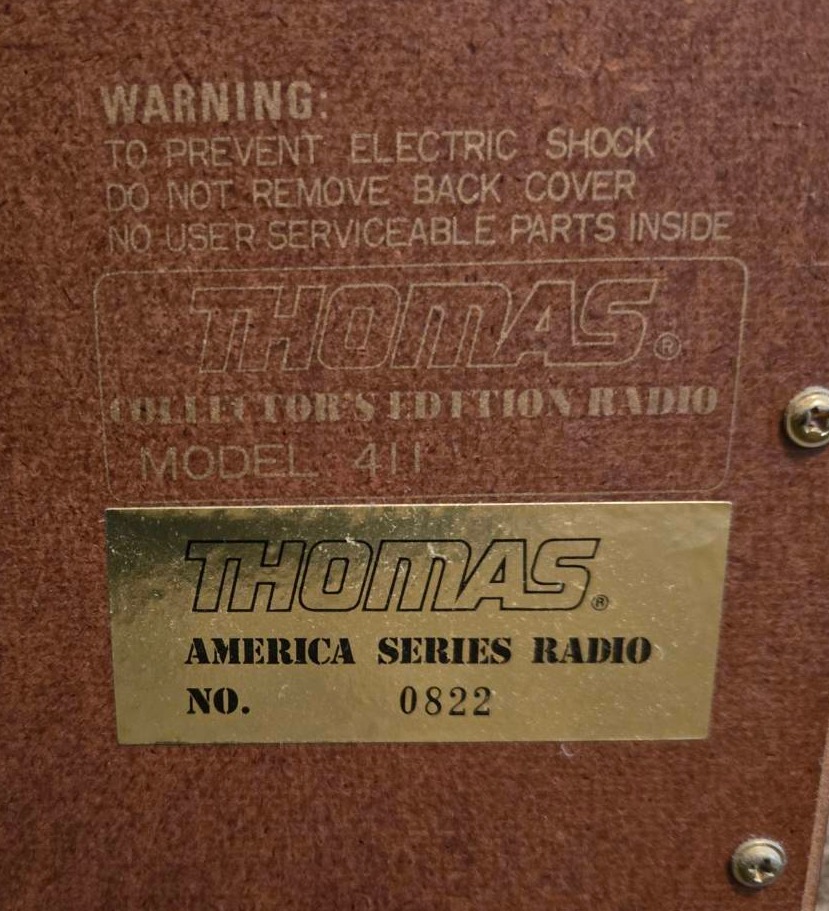 WARNING:
TO PREVENT ELECTRIC SHOCK
DO NOT REMOVE BACK COVER
NO USER SERVICEABLE PARTS INSIDE
THOMAS®
COLLECTOR'S EDITION RADIO
MODEL 411
THOMAS®
AMERICA SERIES RADIO
NO. 0822